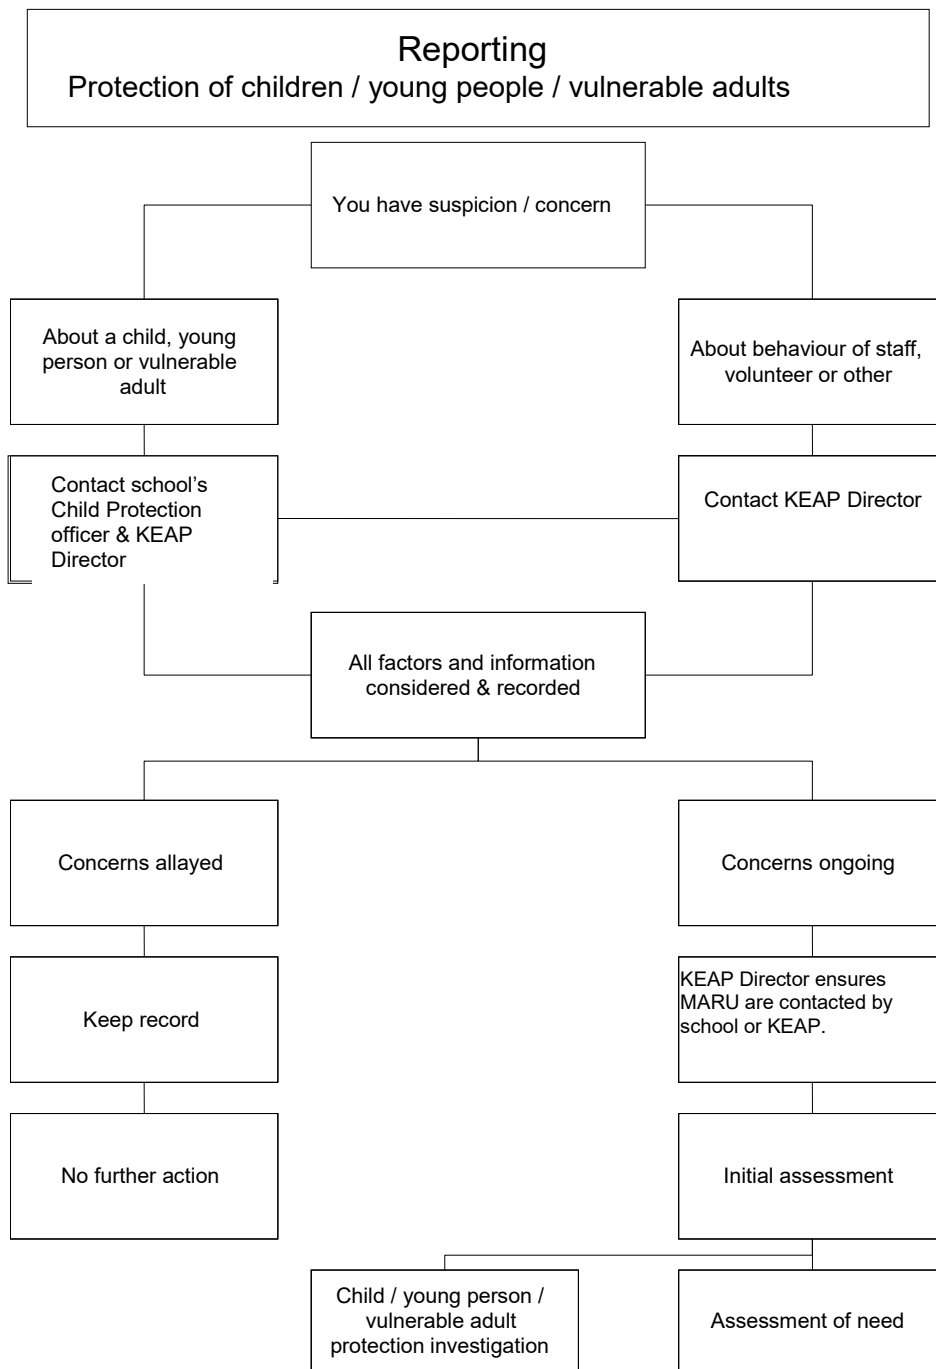 Reporting
Protection of children / young people / vulnerable adults
You have suspicion / concern
About a child, young
person or vulnerable
adult
About behaviour of staff,
volunteer or other
Contact school’s
Child Protection
officer & KEAP
Director
Contact KEAP Director
All factors and information
considered & recorded
Concerns allayed
Concerns ongoing
Keep record
KEAP Director ensures
MARU are contacted by
school or KEAP.
No further action
Initial assessment
Child / young person /
vulnerable adult
protection investigation
Assessment of need